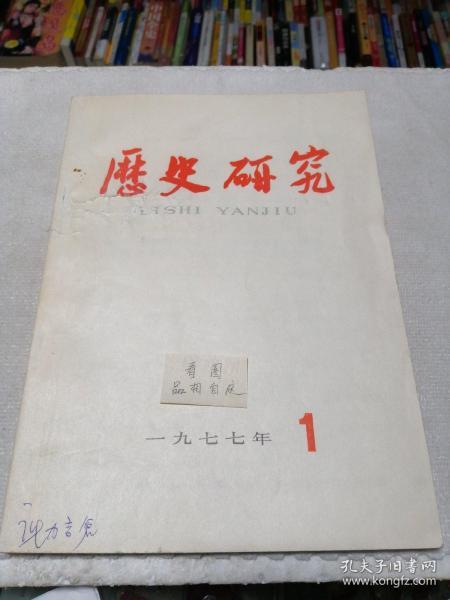 歷史研究
LISHI YANJIU
看图
品相自定
一九七七年
1
孔夫子旧书网
www.kongfz.com